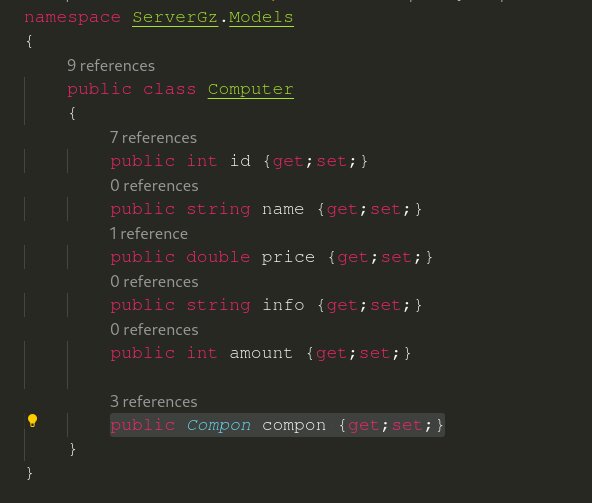 namespace ServerGz.Models
{
9 references
public class Computer
{
7 references
public int id {get;set;}
0 references
public string name {get;set;}
1 reference
public double price {get;set;}
0 references
public string info {get;set;}
0 references
public int amount {get;set;}
3 references
public Compon compon {get;set;}
}
}